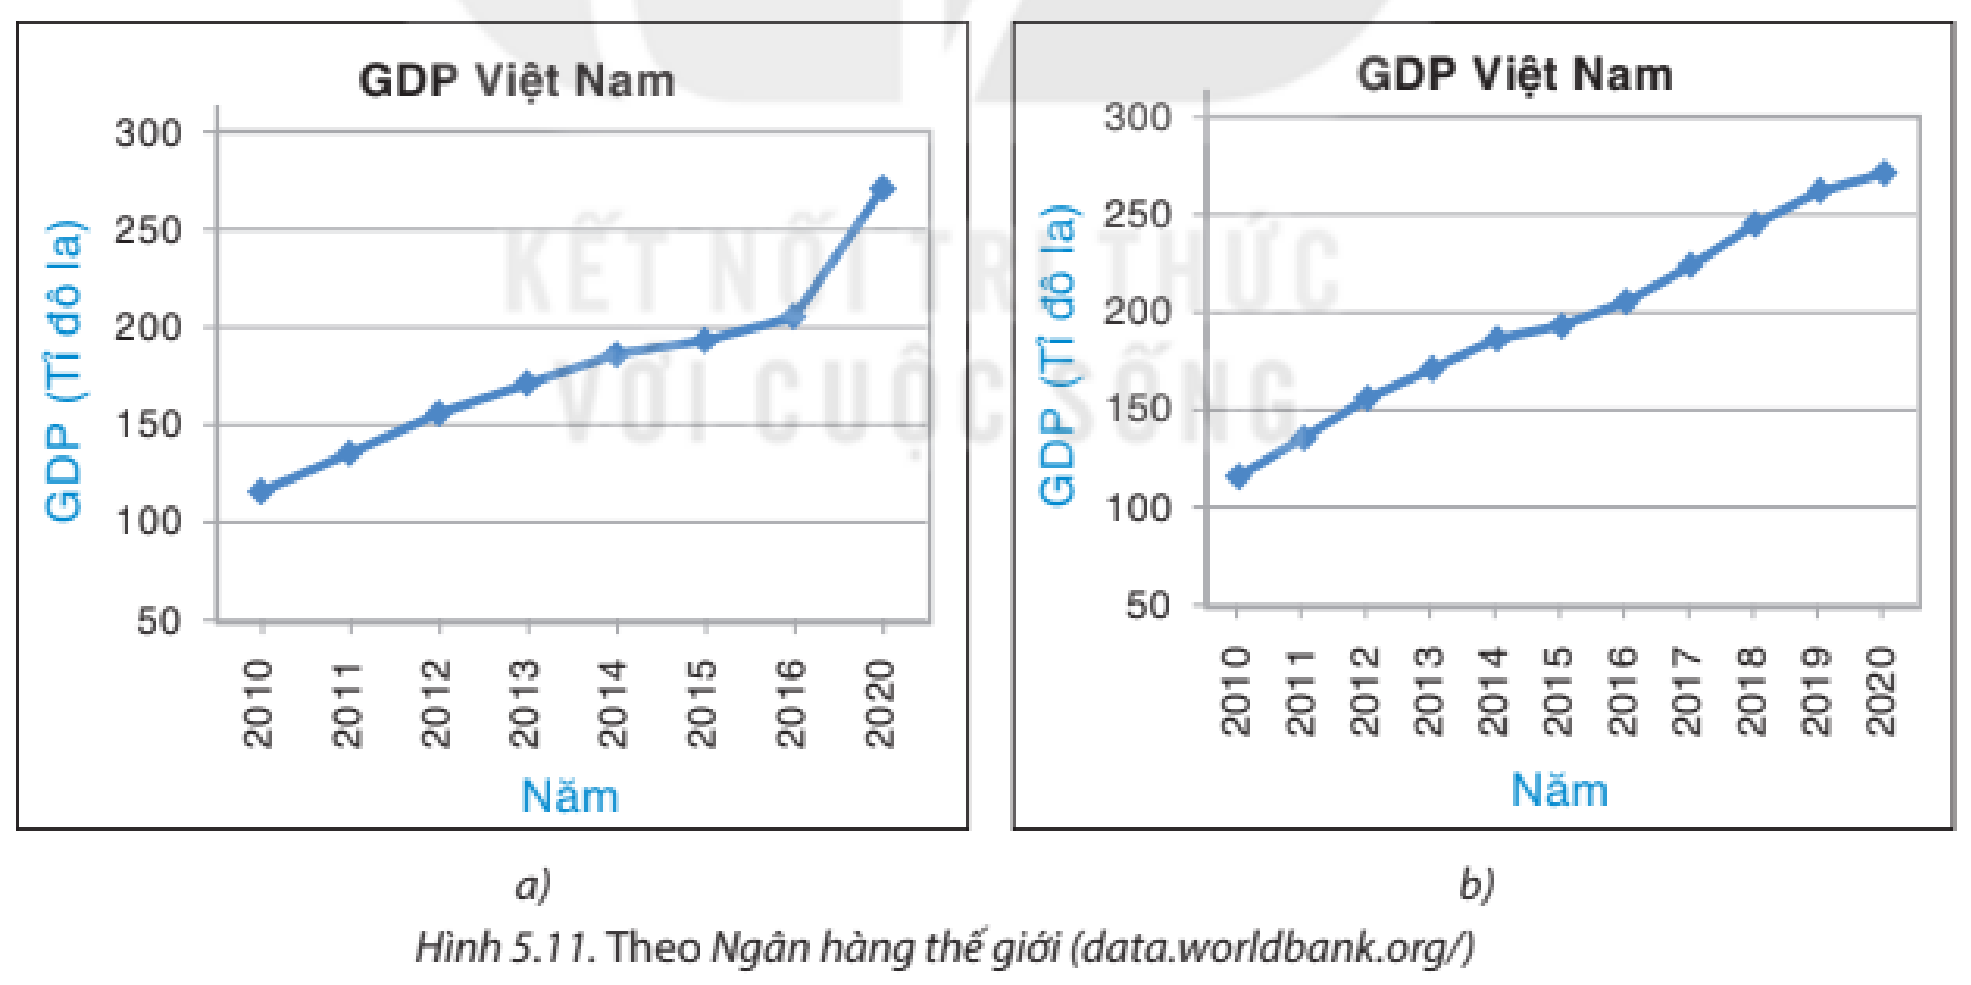 GDP Việt Nam
300
250
200
150
100
50
GDP (Tỉ đô la)
2010
2011
2012
2013
2014
2015
2016
2020
Năm
a)
GDP Việt Nam
300
250
200
150
100
50
GDP (Tỉ đô la)
2010
2011
2012
2013
2014
2015
2016
2017
2018
2019
2020
Năm
b)
KẾT NỐI TRI THỨC
VỚI CUỘC SỐNG
Hình 5.11. Theo Ngân hàng thế giới (data.worldbank.org/)